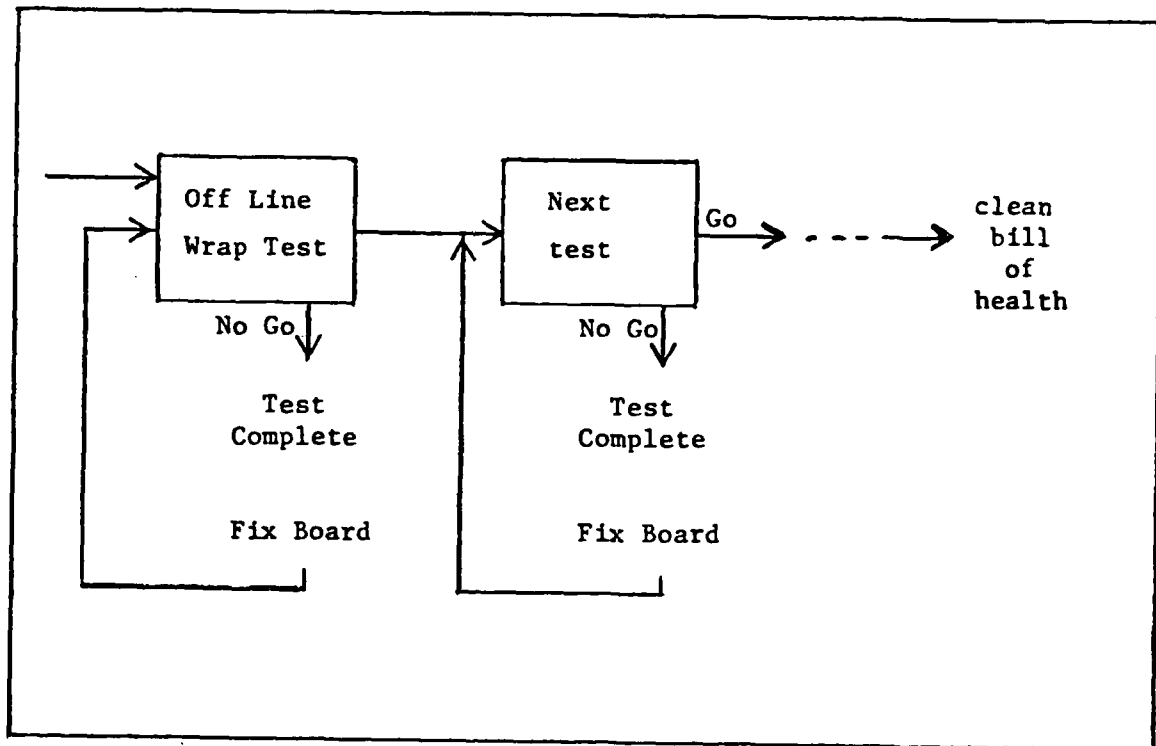 Off Line
Wrap Test
No Go
Test
Complete
Fix Board
Next
test
Go
No Go
Test
Complete
Fix Board
clean
bill
of
health